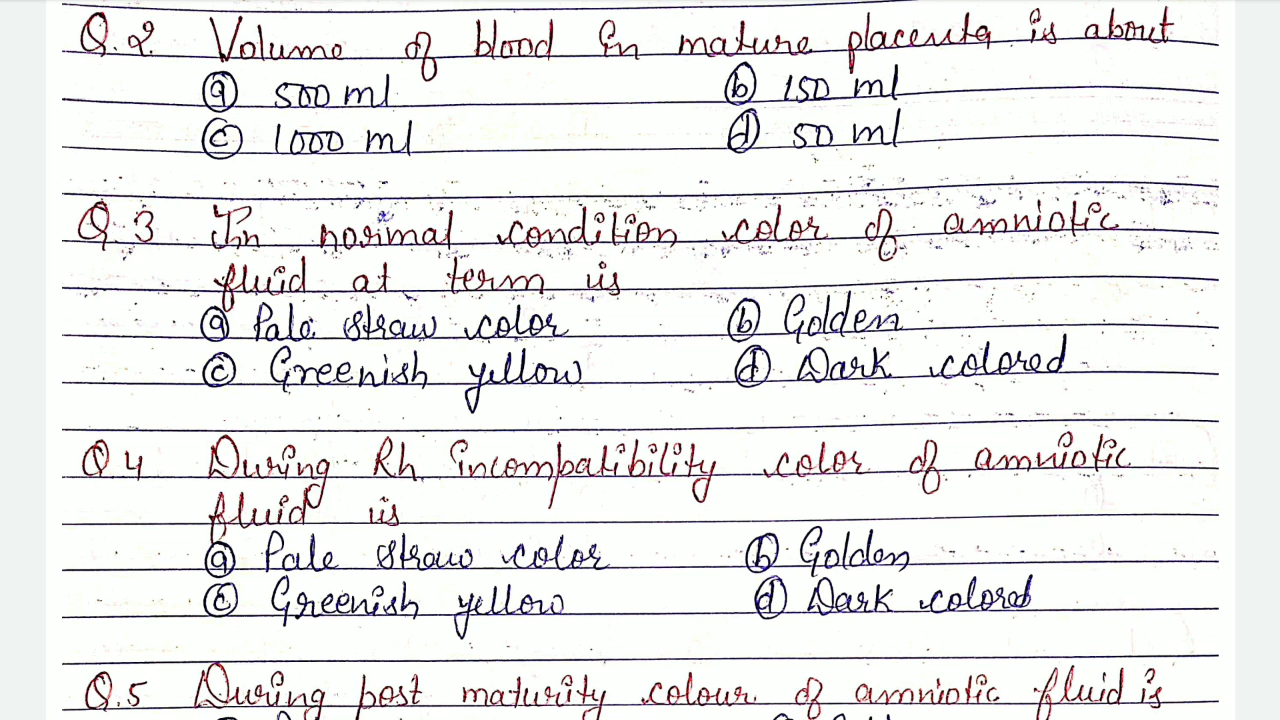 Q.2. Volume of blood in mature placenta is about
(a) 500 ml (b) 150 ml
(c) 1000 ml (d) 50 ml
Q.3 In normal condition color of amniotic
fluid at term is
(a) Pale straw color (b) Golden
(c) Greenish yellow (d) Dark colored
Q4 During Rh incompatibility color of amniotic
fluid is
(a) Pale straw color (b) Golden
(c) Greenish yellow (d) Dark colored
Q.5 During post maturity colour of amniotic fluid is